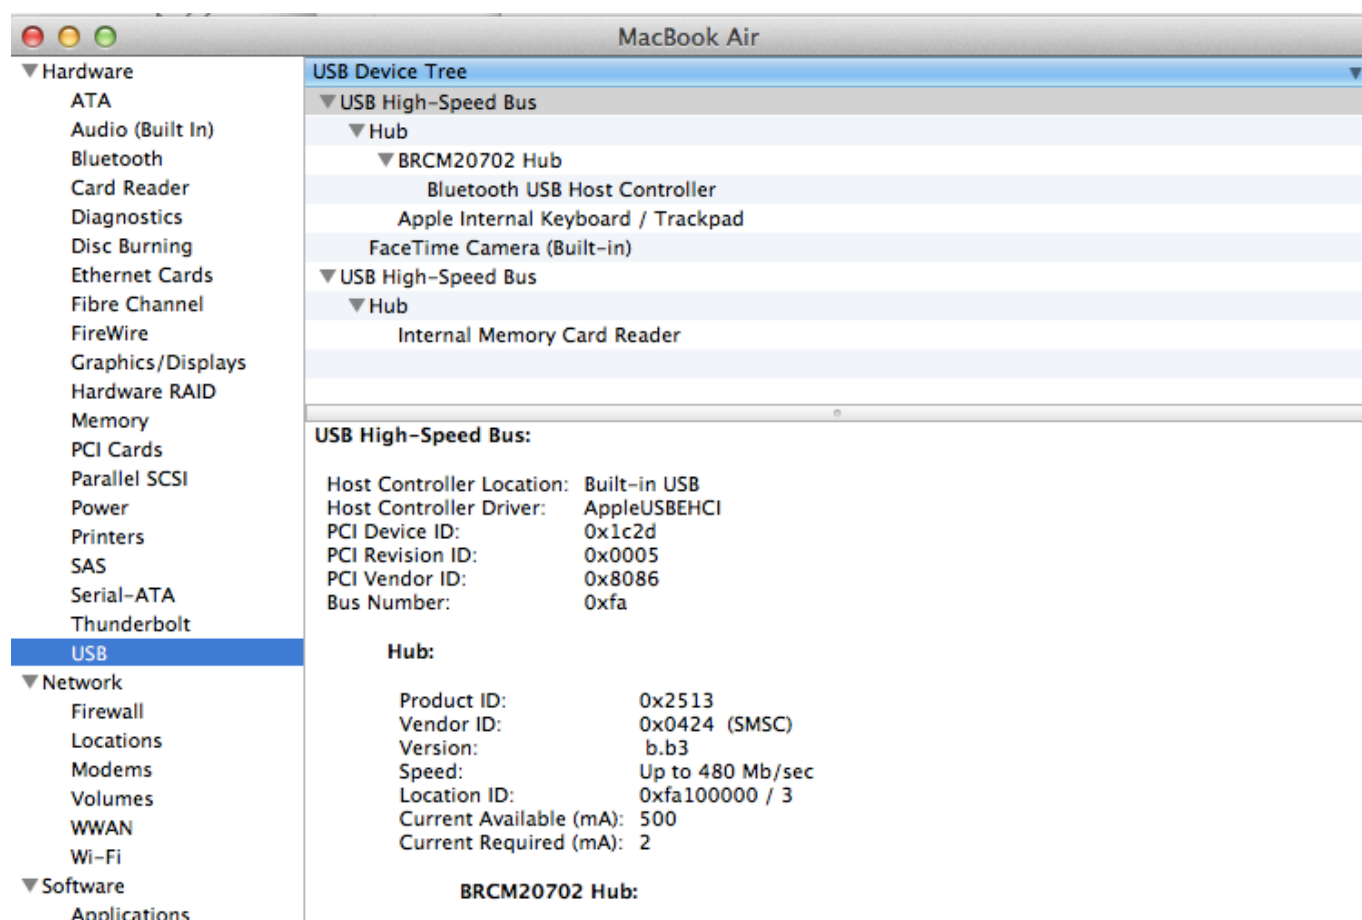 MacBook Air
Hardware
ATA
Audio (Built In)
Bluetooth
Card Reader
Diagnostics
Disc Burning
Ethernet Cards
Fibre Channel
FireWire
Graphics/Displays
Hardware RAID
Memory
PCI Cards
Parallel SCSI
Power
Printers
SAS
Serial-ATA
Thunderbolt
USB
Network
Firewall
Locations
Modems
Volumes
WWAN
Wi-Fi
Software
Applications
USB Device Tree
USB High-Speed Bus
Hub
BRCM20702 Hub
Bluetooth USB Host Controller
Apple Internal Keyboard / Trackpad
FaceTime Camera (Built-in)
USB High-Speed Bus
Hub
Internal Memory Card Reader
USB High-Speed Bus:
Host Controller Location: Built-in USB
Host Controller Driver: AppleUSBEHCI
PCI Device ID: 0x1c2d
PCI Revision ID: 0x0005
PCI Vendor ID: 0x8086
Bus Number: 0xfa
Hub:
Product ID: 0x2513
Vendor ID: 0x0424 (SMSC)
Version: b.b3
Speed: Up to 480 Mb/sec
Location ID: 0xfa100000 / 3
Current Available (mA): 500
Current Required (mA): 2
BRCM20702 Hub: